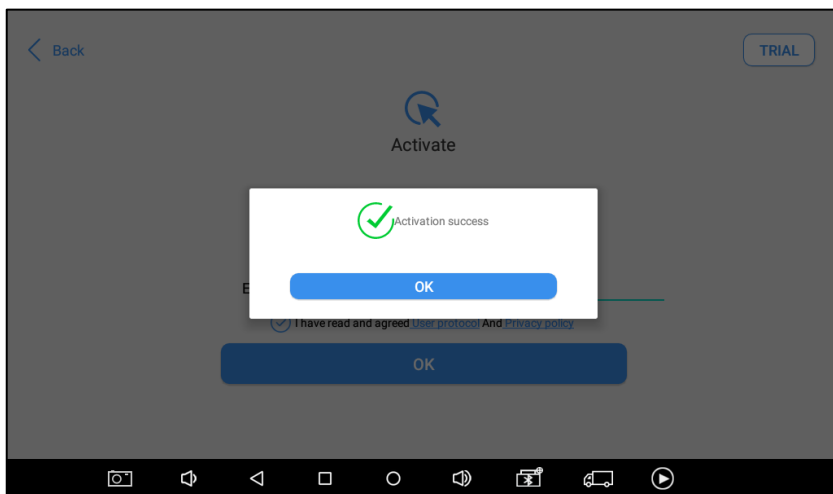 Back
TRIAL
Activate
Activation success
OK
E
I have read and agreed User protocol And Privacy policy
OK